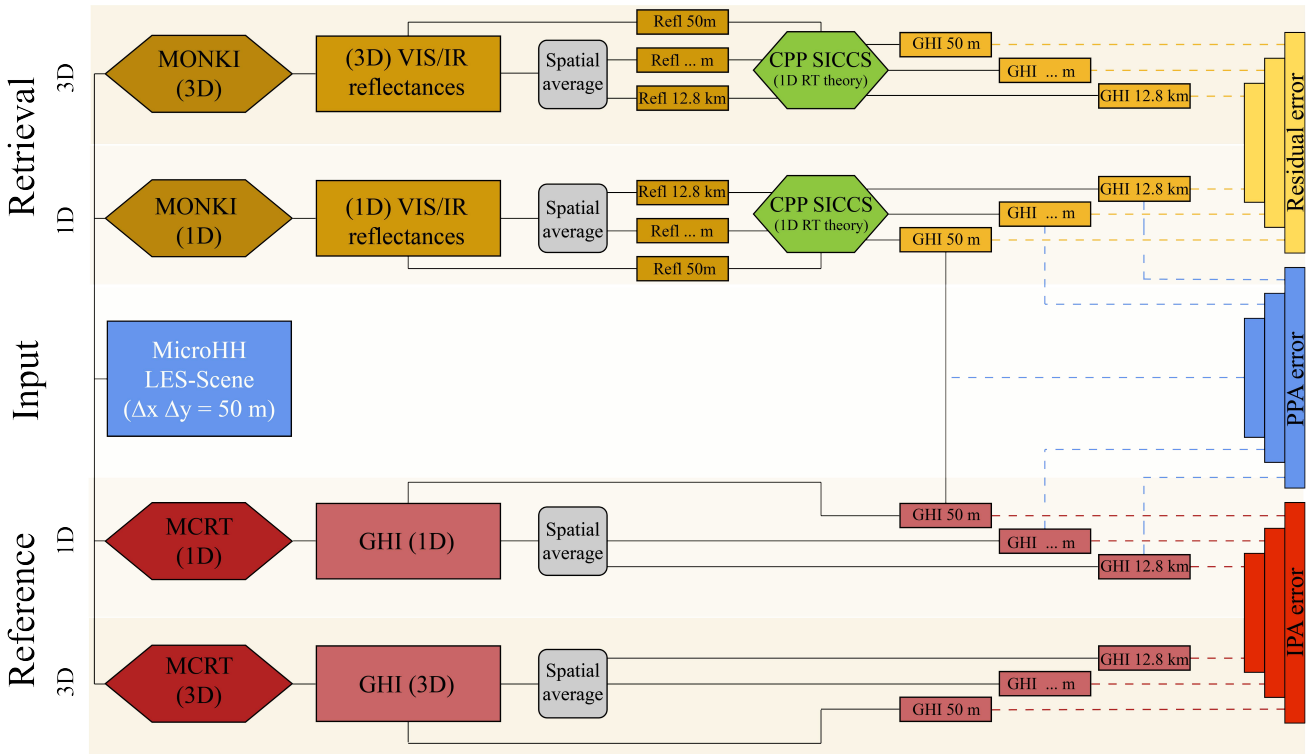 Retrieval
3D
MONKI
(3D)
(3D) VIS/IR
reflectances
Spatial
average
Refl 50m
Refl ... m
Refl 12.8 km
CPP SICCS
(1D RT theory)
GHI 50 m
GHI ... m
GHI 12.8 km
Residual error
1D
MONKI
(1D)
(1D) VIS/IR
reflectances
Spatial
average
Refl 12.8 km
Refl ... m
Refl 50m
CPP SICCS
(1D RT theory)
GHI 12.8 km
GHI ... m
GHI 50 m
Input
MicroHH
LES-Scene
(Δx Δy = 50 m)
PPA error
Reference
1D
MCRT
(1D)
GHI (1D)
Spatial
average
GHI 50 m
GHI ... m
GHI 12.8 km
IPA error
3D
MCRT
(3D)
GHI (3D)
Spatial
average
GHI 12.8 km
GHI ... m
GHI 50 m